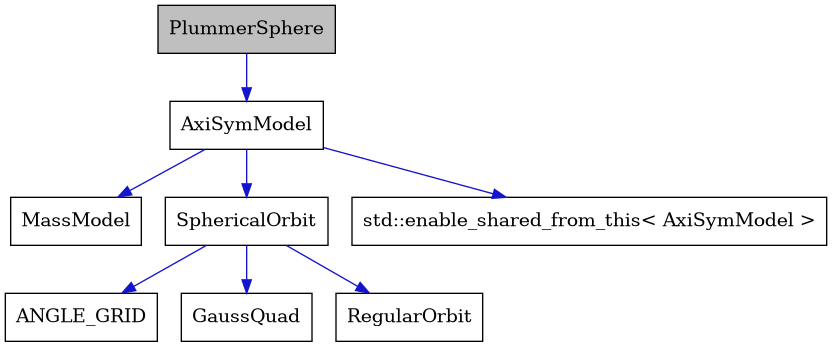 PlummerSphere
AxiSymModel
MassModel
SphericalOrbit
std::enable_shared_from_this< AxiSymModel >
ANGLE_GRID
GaussQuad
RegularOrbit